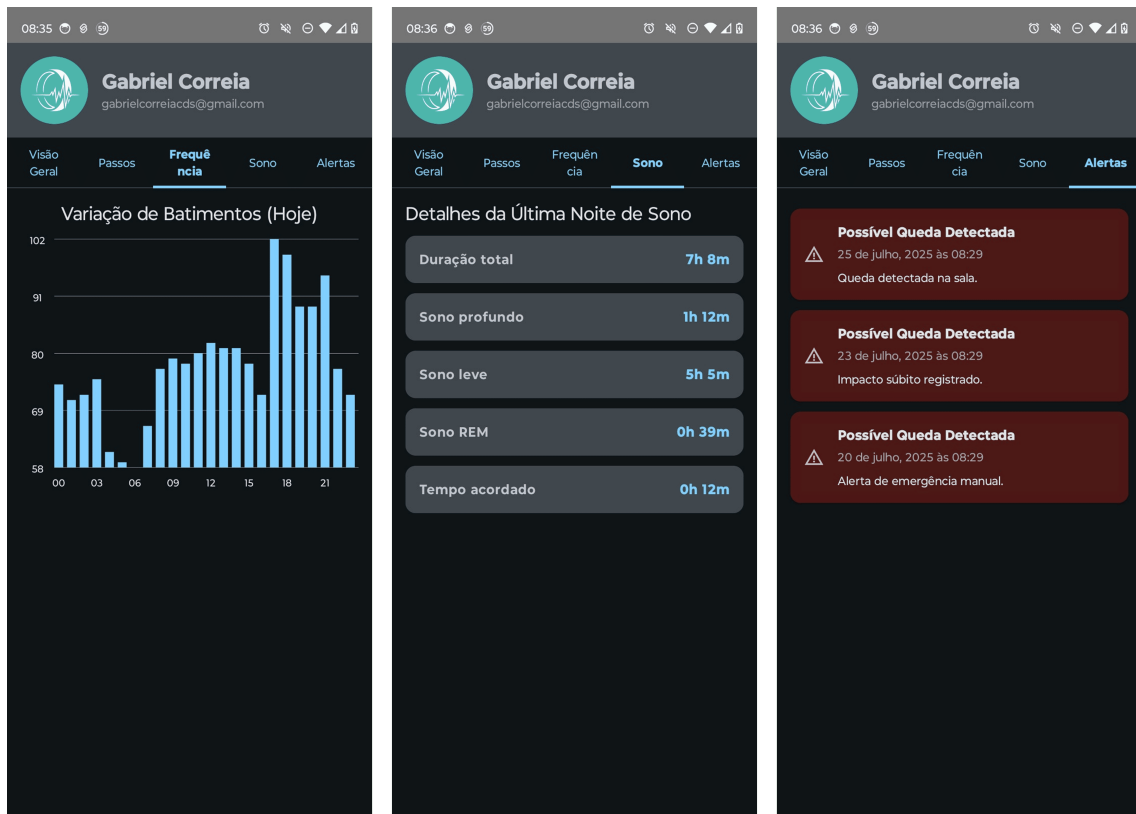 08:35
59
Gabriel Correia
gabrielcorreiacds@gmail.com
Visão
Geral
Passos
Frequê
ncia
Sono
Alertas
Variação de Batimentos (Hoje)
102
91
80
69
58
00 03 06 09 12 15 18 21
08:36
59
Gabriel Correia
gabrielcorreiacds@gmail.com
Visão
Geral
Passos
Frequên
cia
Sono
Alertas
Detalhes da Última Noite de Sono
Duração total 7h 8m
Sono profundo 1h 12m
Sono leve 5h 5m
Sono REM 0h 39m
Tempo acordado 0h 12m
08:36
59
Gabriel Correia
gabrielcorreiacds@gmail.com
Visão
Geral
Passos
Frequên
cia
Sono
Alertas
Possível Queda Detectada
25 de julho, 2025 às 08:29
Queda detectada na sala.
Possível Queda Detectada
23 de julho, 2025 às 08:29
Impacto súbito registrado.
Possível Queda Detectada
20 de julho, 2025 às 08:29
Alerta de emergência manual.